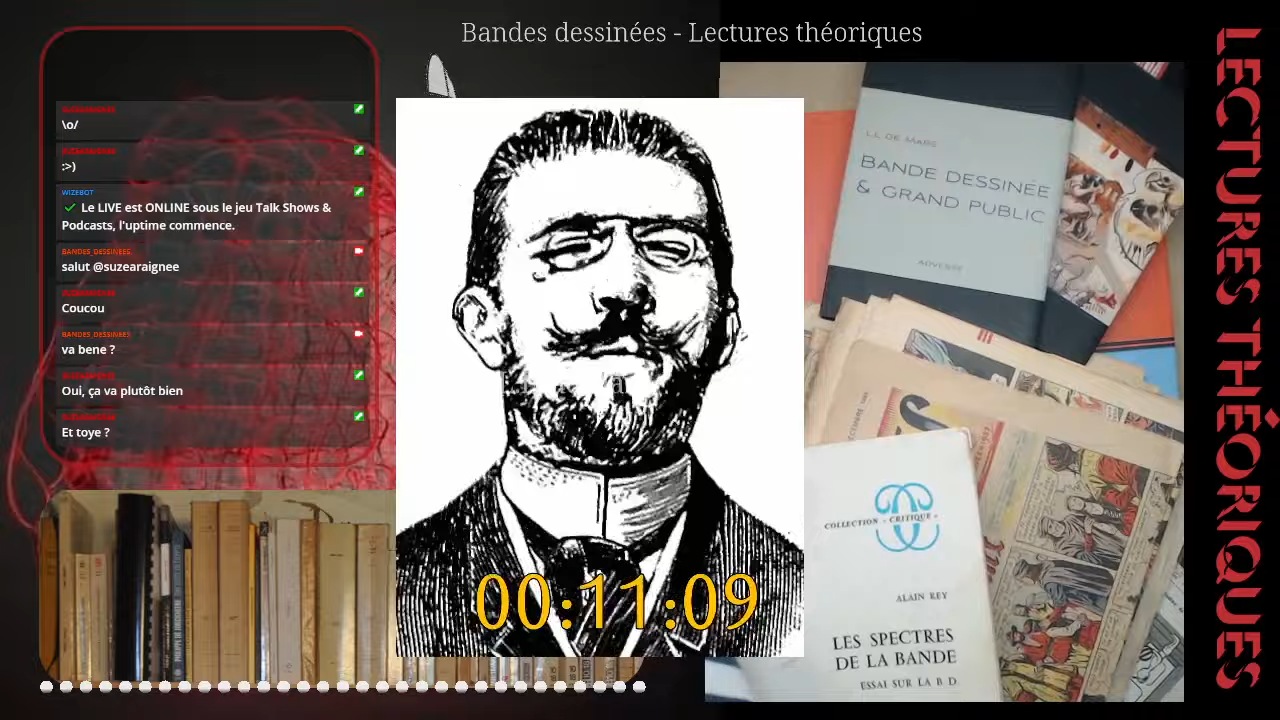 Bandes dessinées - Lectures théoriques
LECTURES THÉORIQUES
\o/
:>)
WIZEBOT
Le LIVE est ONLINE sous le jeu Talk Shows &
Podcasts, l'uptime commence.
BANDES_DESSINEES
salut @suzearaignee
Coucou
BANDES_DESSINEES
va bene ?
Oui, ça va plutôt bien
Et toye ?
00:11:09
L.L. DE MARS
BANDE DESSINÉE
& GRAND PUBLIC
ADVERSE
COLLECTION « CRITIQUE »
ALAIN REY
LES SPECTRES
DE LA BANDE
ESSAI SUR LA B D